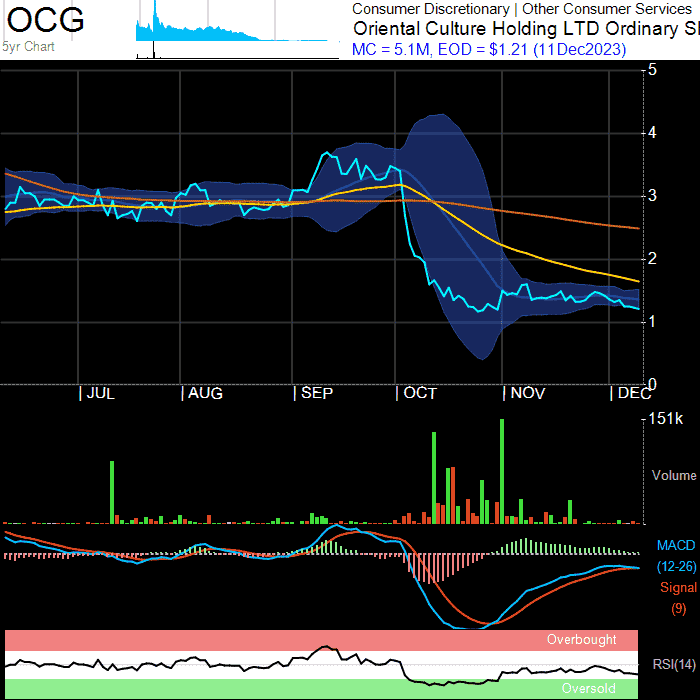 OCG
5yr Chart
Consumer Discretionary | Other Consumer Services
Oriental Culture Holding LTD Ordinary S
MC = 5.1M, EOD = $1.21 (11Dec2023)
5
4
3
2
1
0
| JUL | AUG | SEP | OCT | NOV | DEC
151k
Volume
MACD
(12-26)
Signal
(9)
Overbought
RSI(14)
Oversold